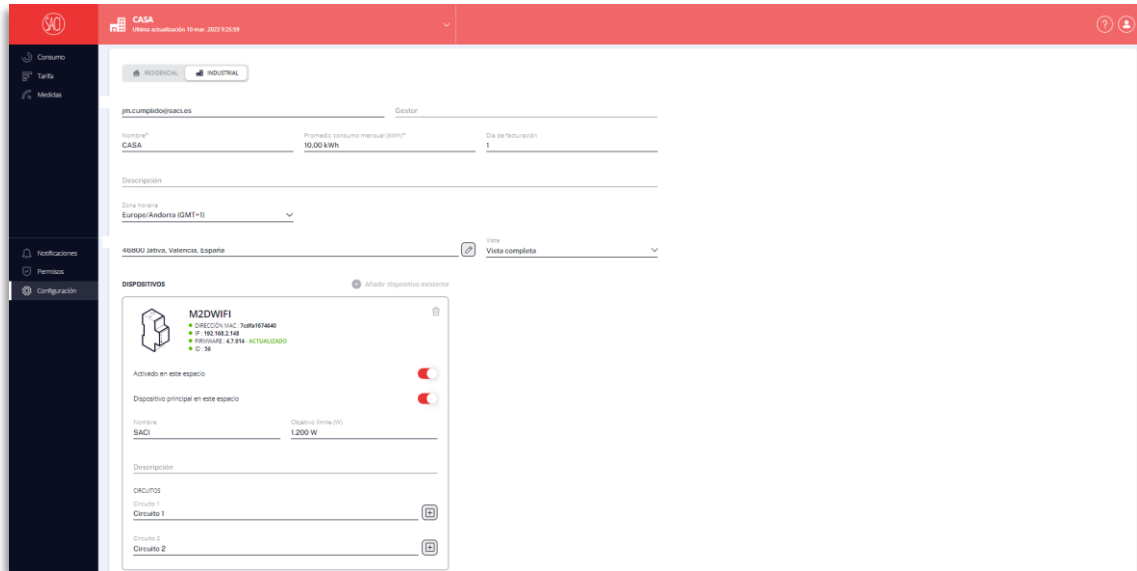 SACI
CASA
Última actualización 10 mar. 2023 9:25:59
?
Consumo
Tarifa
Medidas
Notificaciones
Permisos
Configuración
RESIDENCIAL
INDUSTRIAL
jm.cumplido@saci.es
Gestor
Nombre*
Promedio consumo mensual (kWh)*
Día de facturación
CASA
10,00 kWh
1
Descripción
Zona horaria
Europe/Andorra (GMT+1)
46800 Játiva, Valencia, España
Vista
Vista completa
DISPOSITIVOS
Añadir dispositivo existente
M2DWIFI
DIRECCIÓN MAC : 7cdfa1674640
IP : 192.168.2.148
FIRMWARE : 4.7.014 - ACTUALIZADO
ID : 56
Activado en este espacio
Dispositivo principal en este espacio
Nombre
Objetivo /límite (W)
SACI
1.200 W
Descripción
CIRCUITOS
Circuito 1
Circuito 1
Circuito 2
Circuito 2